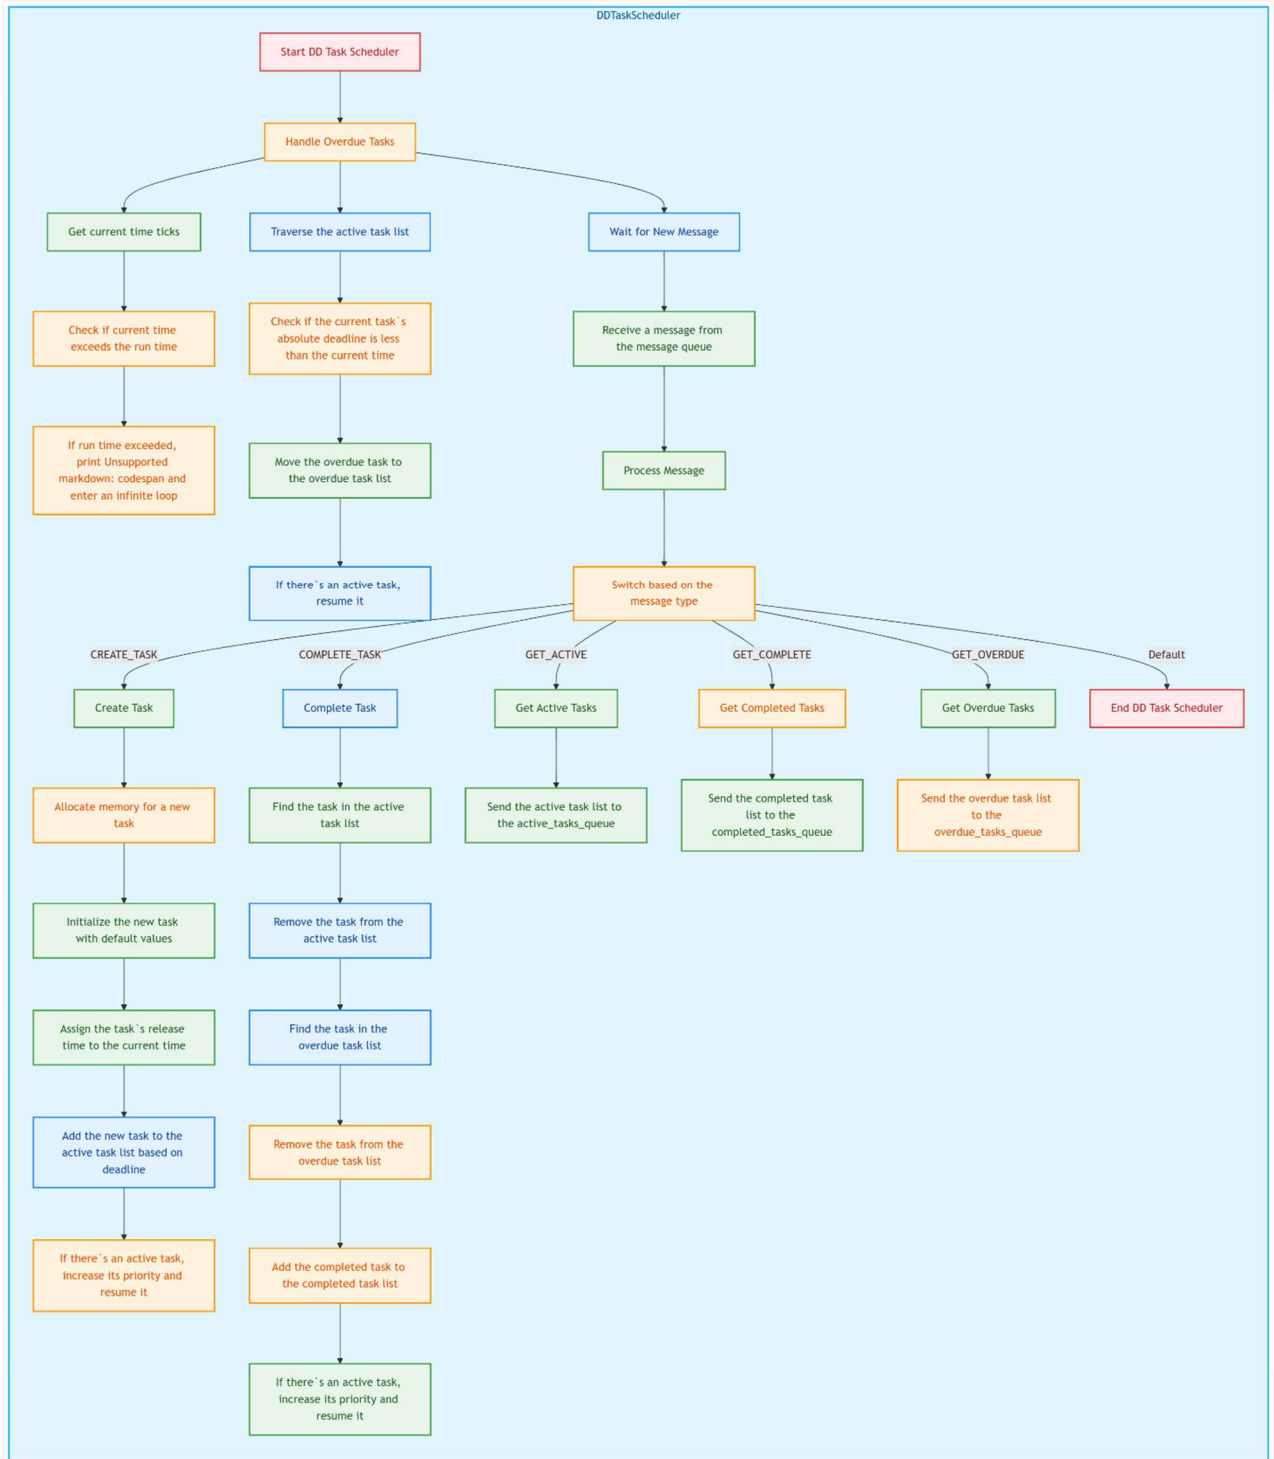 DDTaskScheduler
Start DD Task Scheduler
Handle Overdue Tasks
Get current time ticks
Traverse the active task list
Wait for New Message
Check if current time
exceeds the run time
Check if the current task`s
absolute deadline is less
than the current time
Receive a message from
the message queue
If run time exceeded,
print Unsupported
markdown: codespan and
enter an infinite loop
Move the overdue task to
the overdue task list
Process Message
If there`s an active task,
resume it
Switch based on the
message type
CREATE_TASK
COMPLETE_TASK
GET_ACTIVE
GET_COMPLETE
GET_OVERDUE
Default
Create Task
Complete Task
Get Active Tasks
Get Completed Tasks
Get Overdue Tasks
End DD Task Scheduler
Allocate memory for a new
task
Find the task in the active
task list
Send the active task list to
the active_tasks_queue
Send the completed task
list to the
completed_tasks_queue
Send the overdue task list
to the
overdue_tasks_queue
Initialize the new task
with default values
Remove the task from the
active task list
Assign the task`s release
time to the current time
Find the task in the
overdue task list
Add the new task to the
active task list based on
deadline
Remove the task from the
overdue task list
If there`s an active task,
increase its priority and
resume it
Add the completed task to
the completed task list
If there`s an active task,
increase its priority and
resume it